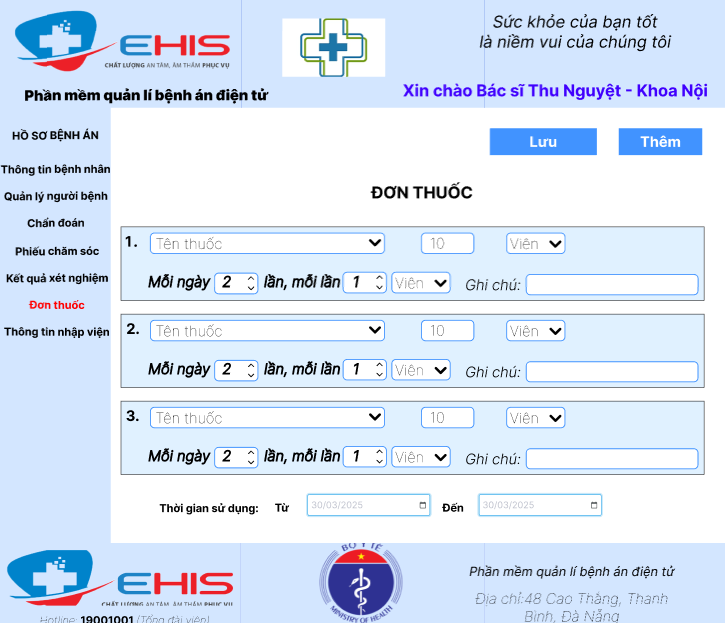 EHIS
CHẤT LƯỢNG AN TÂM, ÂM THẦM PHỤC VỤ
Sức khỏe của bạn tốt
là niềm vui của chúng tôi
Phần mềm quản lí bệnh án điện tử
Xin chào Bác sĩ Thu Nguyệt - Khoa Nội
HỒ SƠ BỆNH ÁN
Thông tin bệnh nhân
Quản lý người bệnh
Chẩn đoán
Phiếu chăm sóc
Kết quả xét nghiệm
Đơn thuốc
Thông tin nhập viện
Lưu Thêm
ĐƠN THUỐC
1. Tên thuốc 10 Viên
Mỗi ngày 2 lần, mỗi lần 1 Viên Ghi chú:
2. Tên thuốc 10 Viên
Mỗi ngày 2 lần, mỗi lần 1 Viên Ghi chú:
3. Tên thuốc 10 Viên
Mỗi ngày 2 lần, mỗi lần 1 Viên Ghi chú:
Thời gian sử dụng: Từ 30/03/2025 Đến 30/03/2025
EHIS
CHẤT LƯỢNG AN TÂM, ÂM THẦM PHỤC VỤ
Hotline: 19001001 (Tổng đài viên)
BỘ Y TẾ
MINISTRY OF HEALTH
Phần mềm quản lí bệnh án điện tử
Địa chỉ:48 Cao Thắng, Thanh
Bình, Đà Nẵng